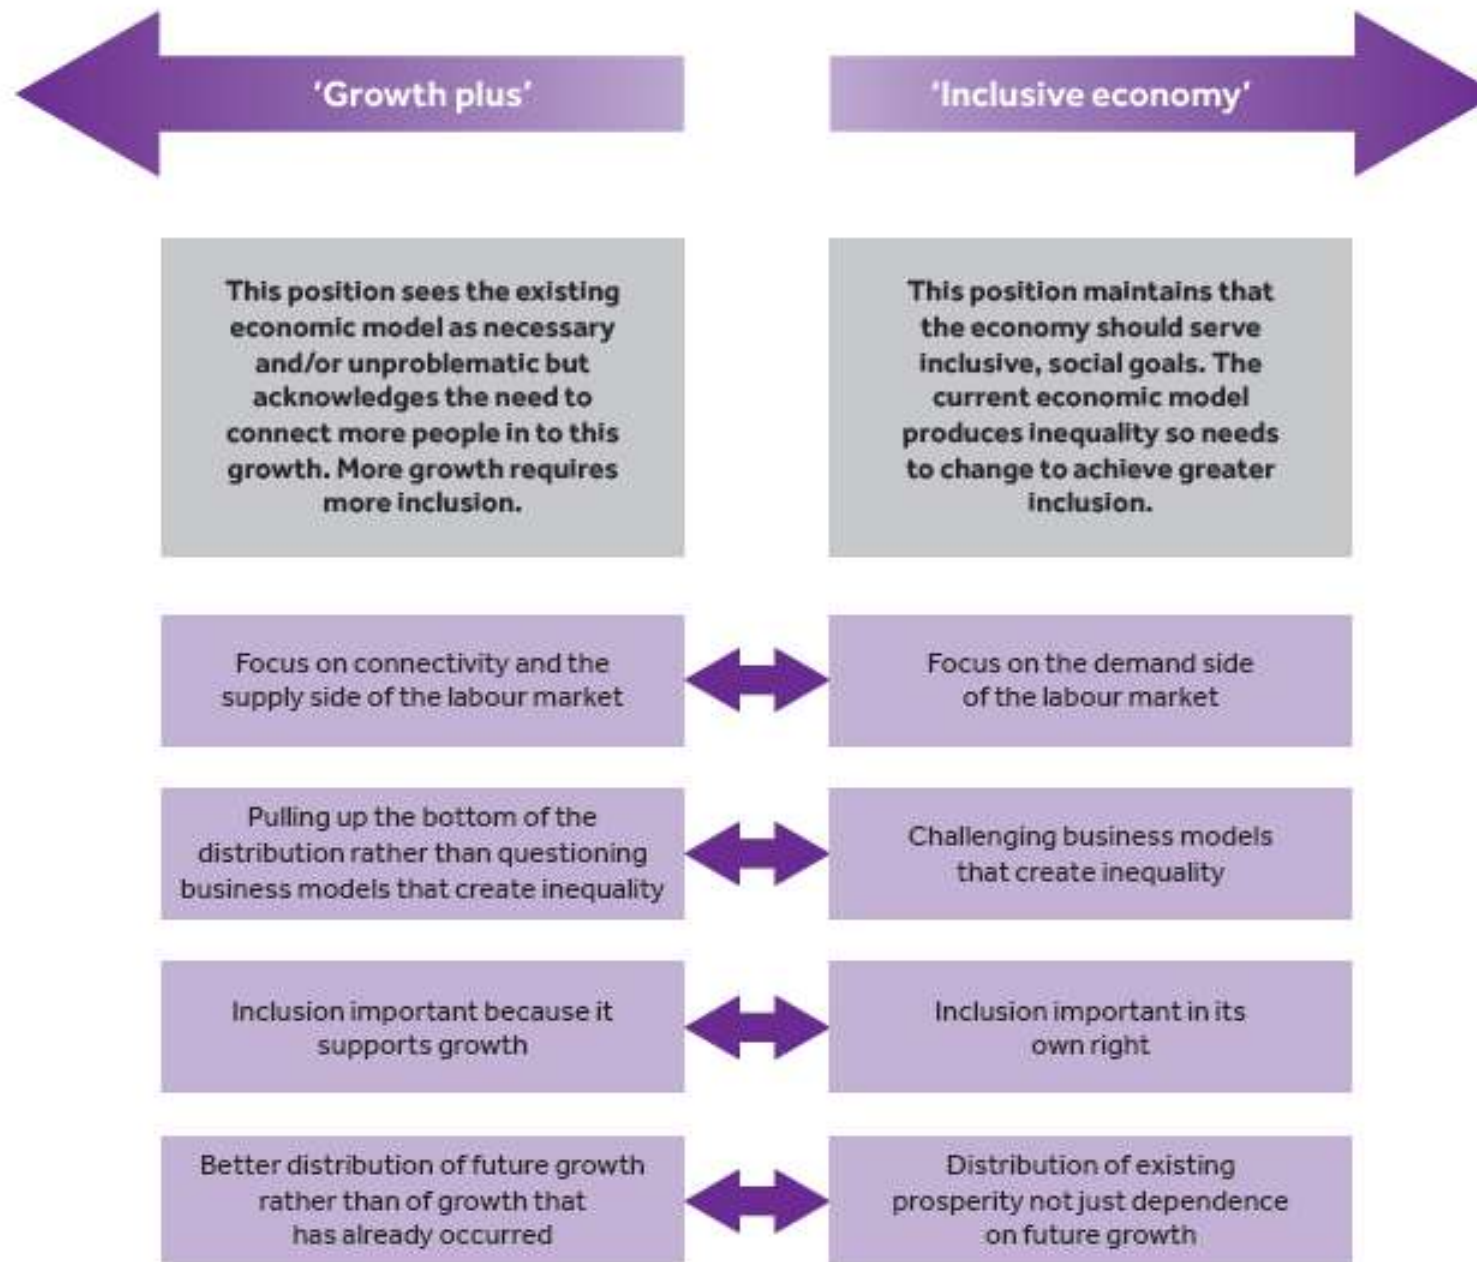 'Growth plus'
'Inclusive economy'
This position sees the existing
economic model as necessary
and/or unproblematic but
acknowledges the need to
connect more people in to this
growth. More growth requires
more inclusion.
This position maintains that
the economy should serve
inclusive, social goals. The
current economic model
produces inequality so needs
to change to achieve greater
inclusion.
Focus on connectivity and the
supply side of the labour market
Focus on the demand side
of the labour market
Pulling up the bottom of the
distribution rather than questioning
business models that create inequality
Challenging business models
that create inequality
Inclusion important because it
supports growth
Inclusion important in its
own right
Better distribution of future growth
rather than of growth that
has already occurred
Distribution of existing
prosperity not just dependence
on future growth